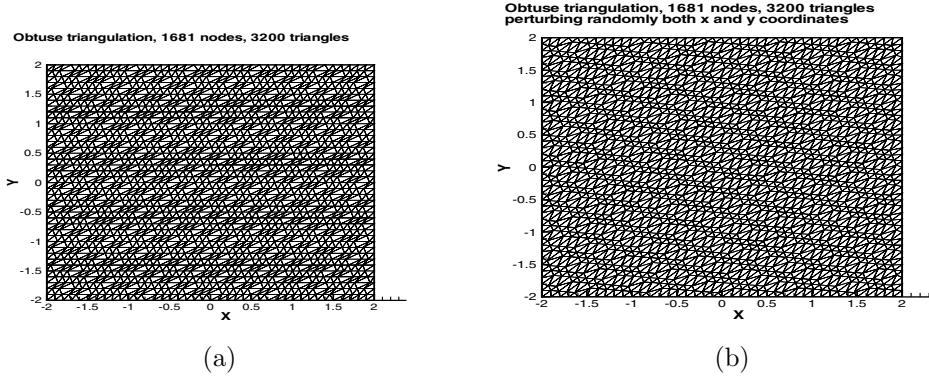 Obtuse triangulation, 1681 nodes, 3200 triangles
2
1.5
1
0.5
0
-0.5
-1
-1.5
-2
Y
-2 -1.5 -1 -0.5 0 0.5 1 1.5 2
X
(a)
Obtuse triangulation, 1681 nodes, 3200 triangles
perturbing randomly both x and y coordinates
2
1.5
1
0.5
0
-0.5
-1
-1.5
-2
Y
-2 -1.5 -1 -0.5 0 0.5 1 1.5 2
X
(b)